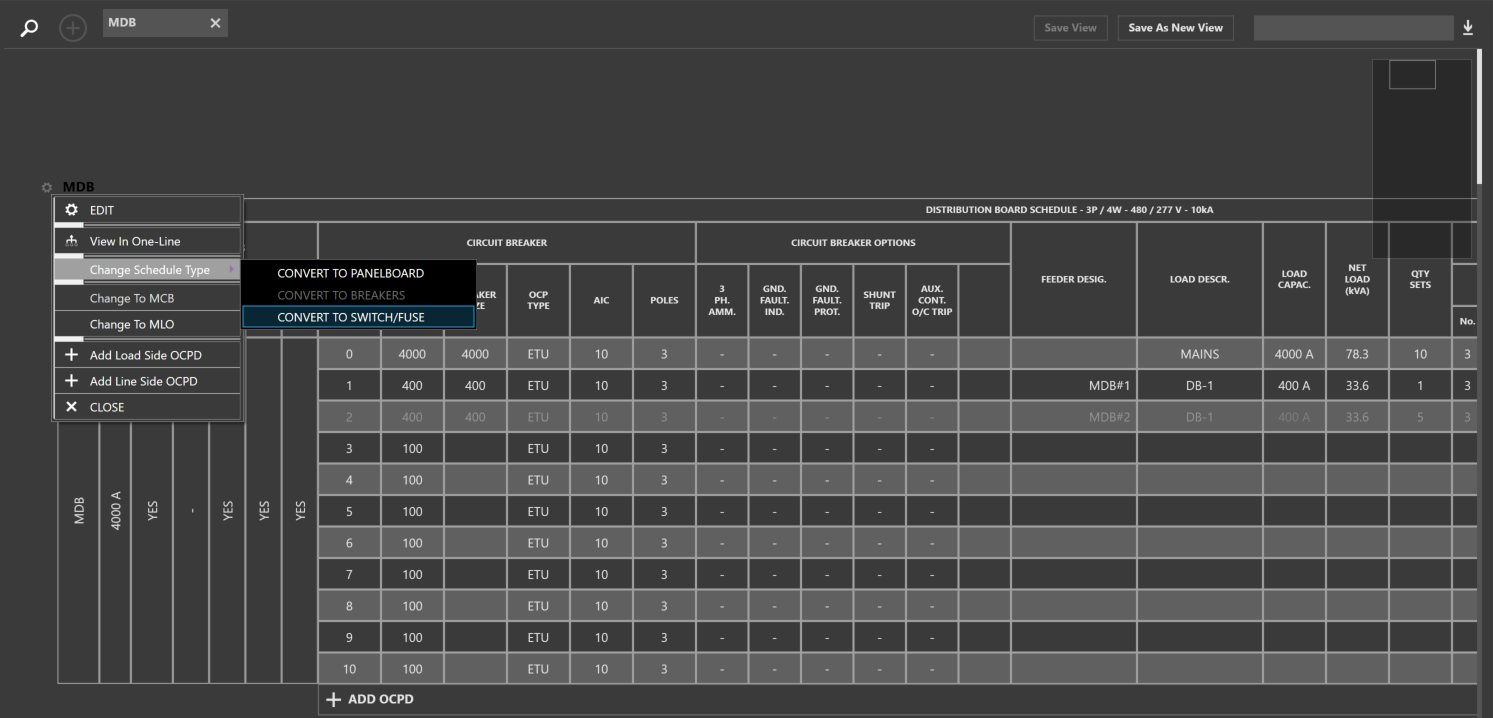 MDB
Save View
Save As New View
MDB
DISTRIBUTION BOARD SCHEDULE - 3P / 4W - 480 / 277 V - 10kA
EDIT
View In One-Line
Change Schedule Type
Change To MCB
Change To MLO
Add Load Side OCPD
Add Line Side OCPD
CLOSE
CONVERT TO PANELBOARD
CONVERT TO BREAKERS
CONVERT TO SWITCH/FUSE
CIRCUIT BREAKER
CIRCUIT BREAKER OPTIONS
OCP TYPE
AIC
POLES
3 PH. AMM.
GND. FAULT. IND.
GND. FAULT. PROT.
SHUNT TRIP
AUX. CONT. O/C TRIP
FEEDER DESIG.
LOAD DESCR.
LOAD CAPAC.
NET LOAD (kVA)
QTY SETS
No.
MDB
4000 A
YES
-
YES
YES
YES
0 4000 4000 ETU 10 3 - - - - - MAINS 4000 A 78.3 10 3
1 400 400 ETU 10 3 - - - - - MDB#1 DB-1 400 A 33.6 1 3
2 400 400 ETU 10 3 - - - - - MDB#2 DB-1 400 A 33.6 5 3
3 100 ETU 10 3 - - - - -
4 100 ETU 10 3 - - - - -
5 100 ETU 10 3 - - - - -
6 100 ETU 10 3 - - - - -
7 100 ETU 10 3 - - - - -
8 100 ETU 10 3 - - - - -
9 100 ETU 10 3 - - - - -
10 100 ETU 10 3 - - - - -
ADD OCPD